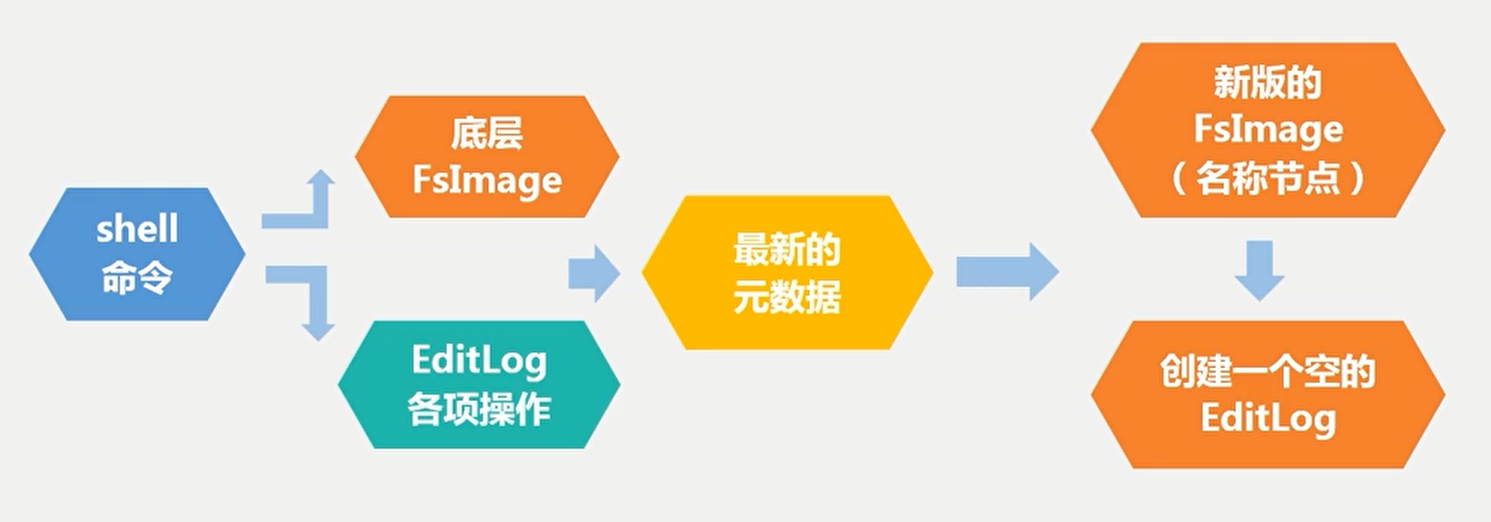 shell
命令
底层
FsImage
EditLog
各项操作
最新的
元数据
新版的
FsImage
（名称节点）
创建一个空的
EditLog